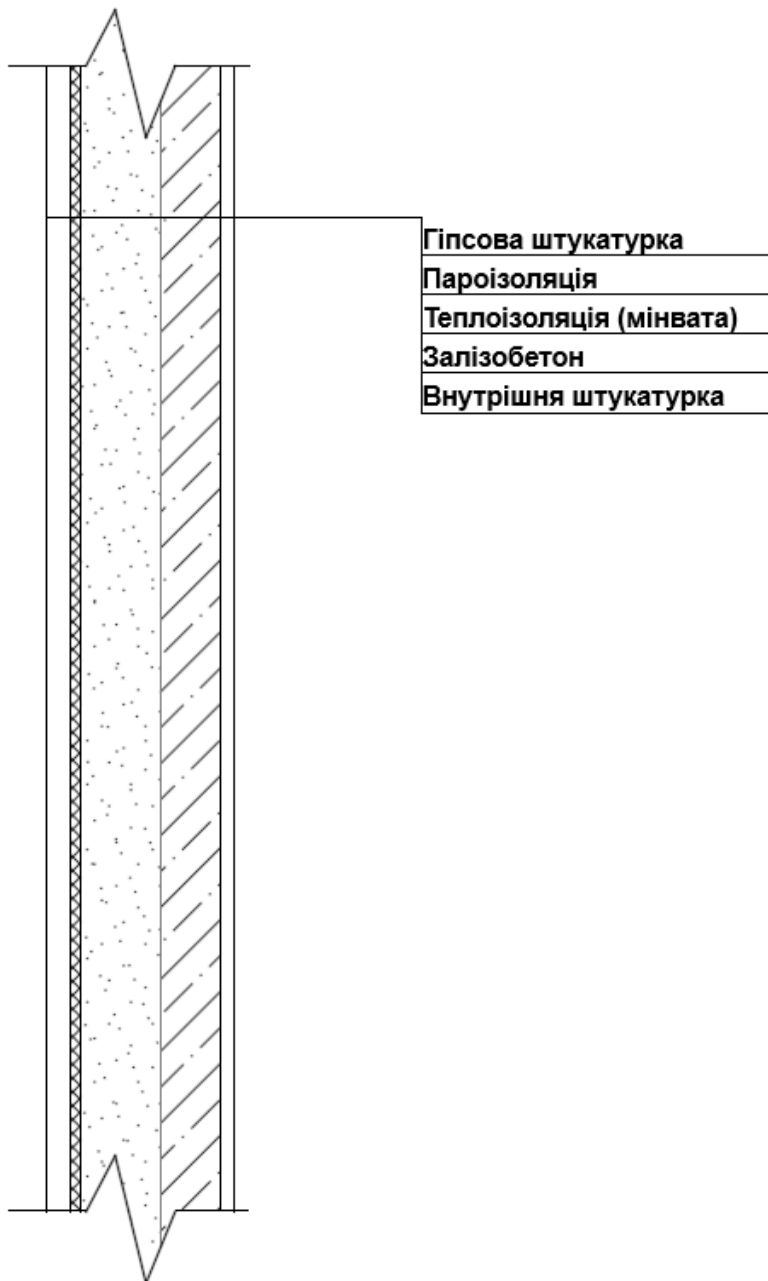 Гіпсова штукатурка
Пароізоляція
Теплоізоляція (мінвата)
Залізобетон
Внутрішня штукатурка